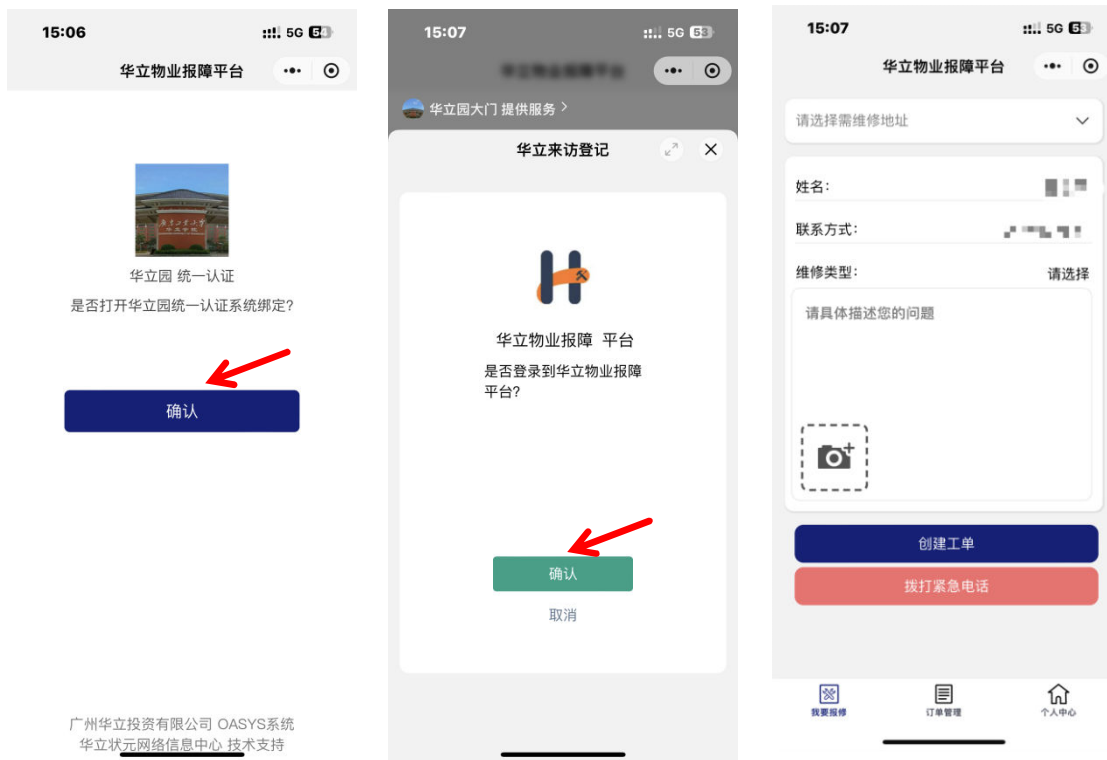 15:06
5G 54
华立物业报障平台
华立园 统一认证
是否打开华立园统一认证系统绑定?
确认
广州华立投资有限公司 OASYS系统
华立状元网络信息中心 技术支持
15:07
5G 53
华立园大门 提供服务 >
华立来访登记
华立物业报障 平台
是否登录到华立物业报障
平台?
确认
取消
15:07
5G 53
华立物业报障平台
请选择需维修地址
姓名:
联系方式:
维修类型: 请选择
请具体描述您的问题
创建工单
拨打紧急电话
我要报修 订单管理 个人中心